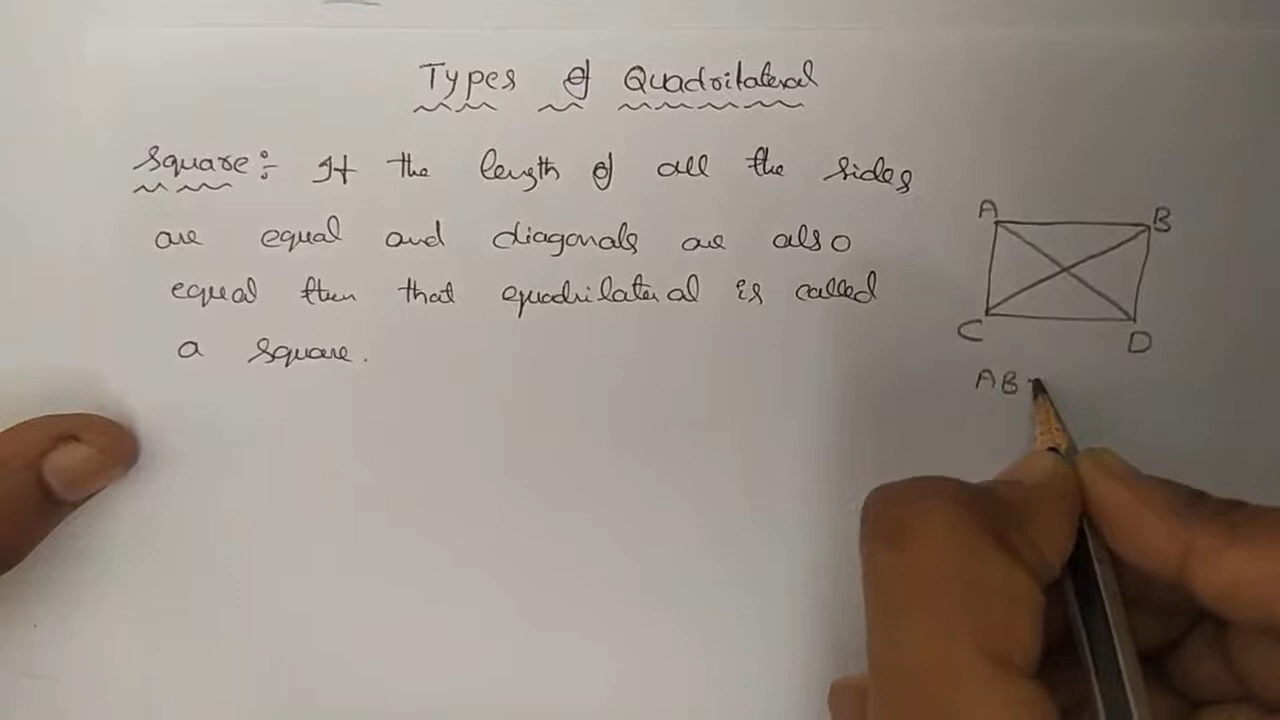 Types of Quadrilateral
Square:- If the length of all the sides
are equal and diagonals are also
equal then that quadrilateral is called
a square.
A B
C D
AB